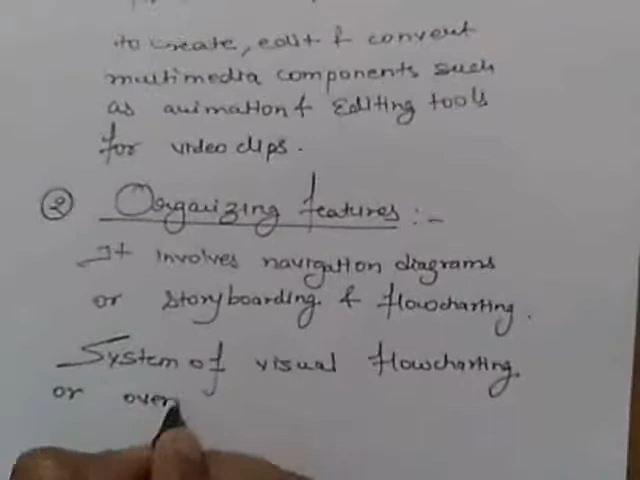 to create, edit & convert
multimedia components such
as animation & Editing tools
for video clips.
② Organizing features :-
It involves navigation diagrams
or storyboarding & flowcharting.
System of visual flowcharting.
or over